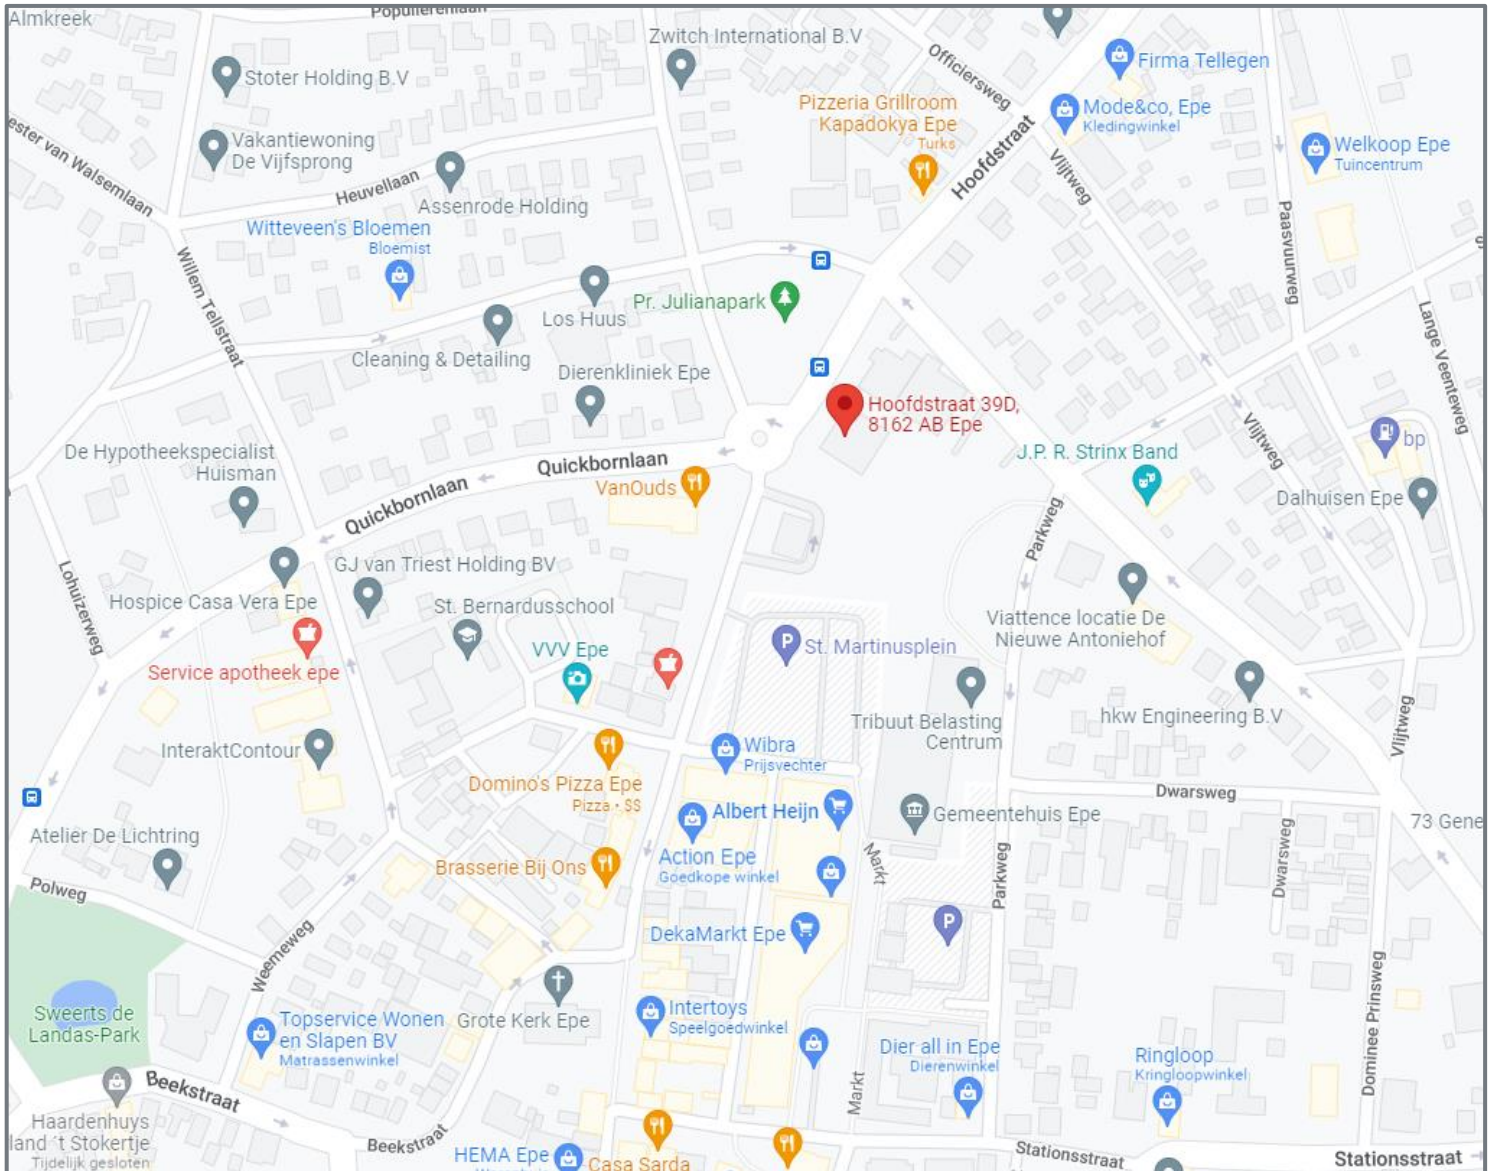 Almkreek
Populierenlaan
Zwitch International B.V
Officiersweg
Firma Tellegen
Stoter Holding B.V
Pizzeria Grillroom
Kapadokya Epe
Turks
Mode&co, Epe
Kledingwinkel
Hoofdstraat
Vlijtweg
Welkoop Epe
Tuincentrum
ester van Walsemlaan
Vakantiewoning
De Vijfsprong
Heuvellaan
Assenrode Holding
Witteveen's Bloemen
Bloemist
Willem Tellstraat
Paasvuurweg
Pr. Julianapark
Los Huus
Cleaning & Detailing
Lange Veenteweg
Dierenkliniek Epe
Hoofdstraat 39D,
8162 AB Epe
Vlijtweg
bp
De Hypotheekspecialist
Huisman
Quickbornlaan
J.P. R. Strinx Band
VanOuds
Dalhuisen Epe
Quickbornlaan
Parkweg
GJ van Triest Holding BV
Lohuizerweg
Hospice Casa Vera Epe
St. Bernardusschool
Viattence locatie De
Nieuwe Antoniehof
VVV Epe
St. Martinusplein
P
Service apotheek epe
Tribuut Belasting
Centrum
hkw Engineering B.V
Vlijtweg
InteraktContour
Wibra
Prijsvechter
Domino's Pizza Epe
Pizza · $$
Dwarsweg
Albert Heijn
Gemeentehuis Epe
73 Gene
Atelier De Lichtring
Action Epe
Goedkope winkel
Markt
Dwarsweg
Brasserie Bij Ons
Parkweg
Polweg
P
DekaMarkt Epe
Weemeweg
Dominee Prinsweg
Sweerts de
Landas-Park
Topservice Wonen
en Slapen BV
Matrassenwinkel
Grote Kerk Epe
Intertoys
Speelgoedwinkel
Dier all in Epe
Dierenwinkel
Ringloop
Kringloopwinkel
Markt
Beekstraat
Haardenhuys
land 't Stokertje
Tijdelijk gesloten
Beekstraat
HEMA Epe
Casa Sarda
Stationsstraat
Stationsstraat